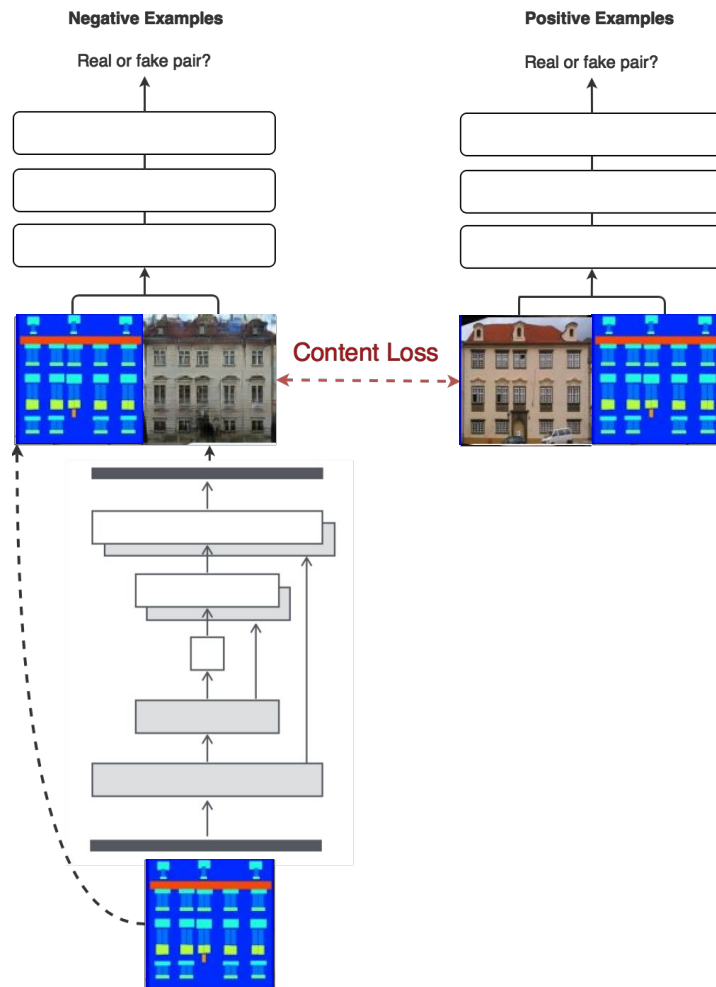 Negative Examples
Positive Examples
Real or fake pair?
Real or fake pair?
Content Loss